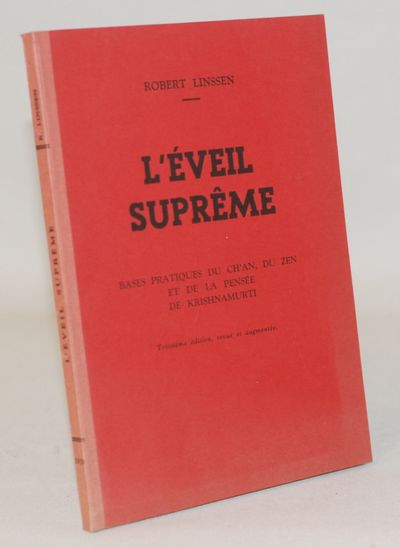 ROBERT LINSSEN
L'ÉVEIL
SUPRÊME
BASES PRATIQUES DU CH'AN, DU ZEN
ET DE LA PENSÉE
DE KRISHNAMURTI
Troisième édition, revue et augmentée.
R. LINSSEN
L'ÉVEIL SUPRÊME